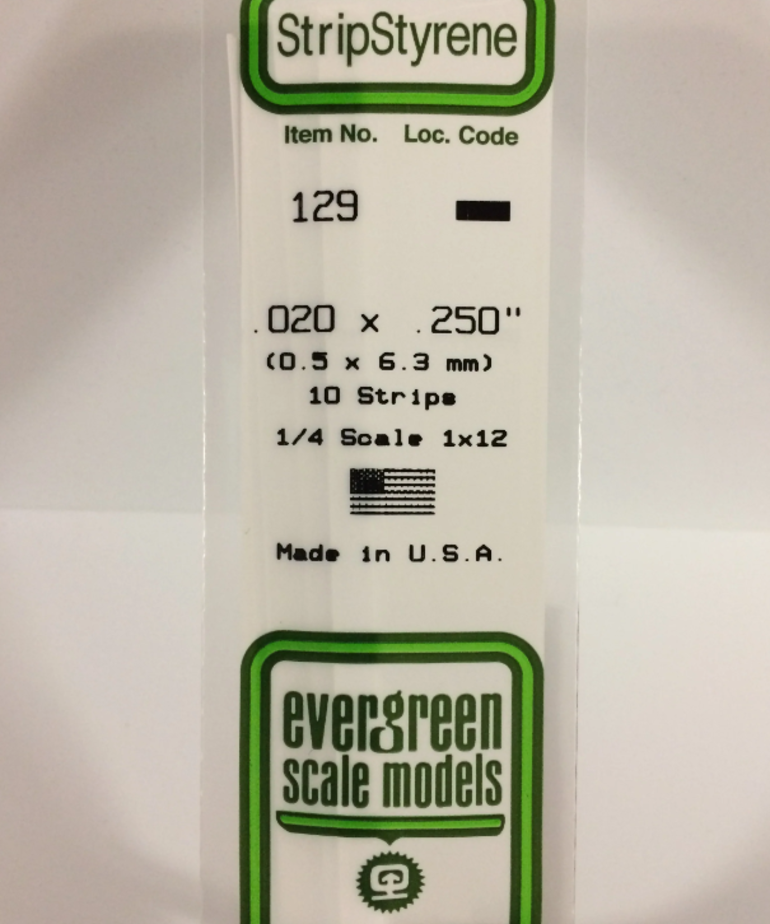 StripStyrene
Item No. Loc. Code
129
.020 x .250"
(0.5 x 6.3 mm)
10 Strips
1/4 Scale 1x12
Made in U.S.A.
evergreen
scale models